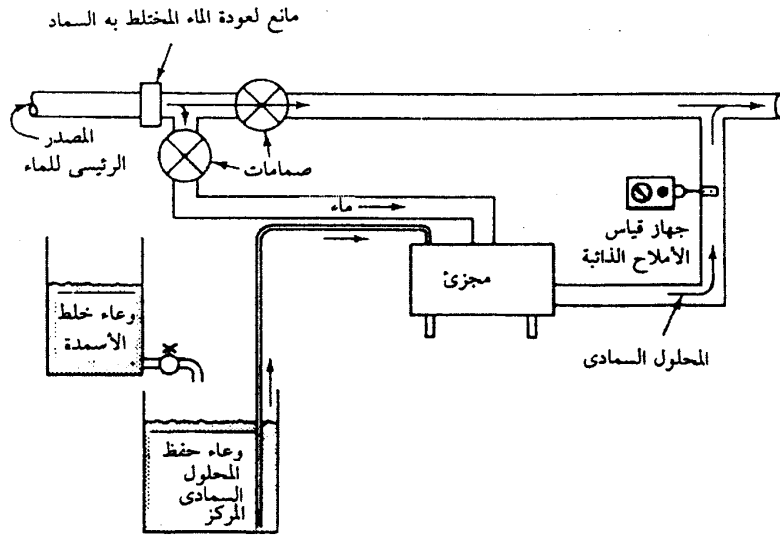 مانع لعودة الماء المختلط به السماد
المصدر
الرئيسى للماء
صمامات
ماء
جهاز قياس
الأملاح الذائبة
مجزئ
وعاء خلط
الأسمدة
المحلول السمادى
وعاء حفظ
المحلول
السمادى
المركز